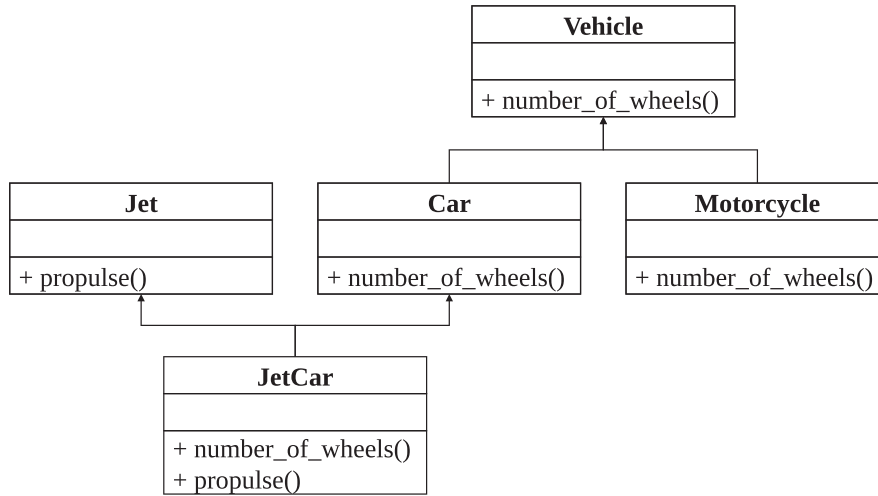 Vehicle
+ number_of_wheels()
Jet
+ propulse()
Car
+ number_of_wheels()
Motorcycle
+ number_of_wheels()
JetCar
+ number_of_wheels()
+ propulse()